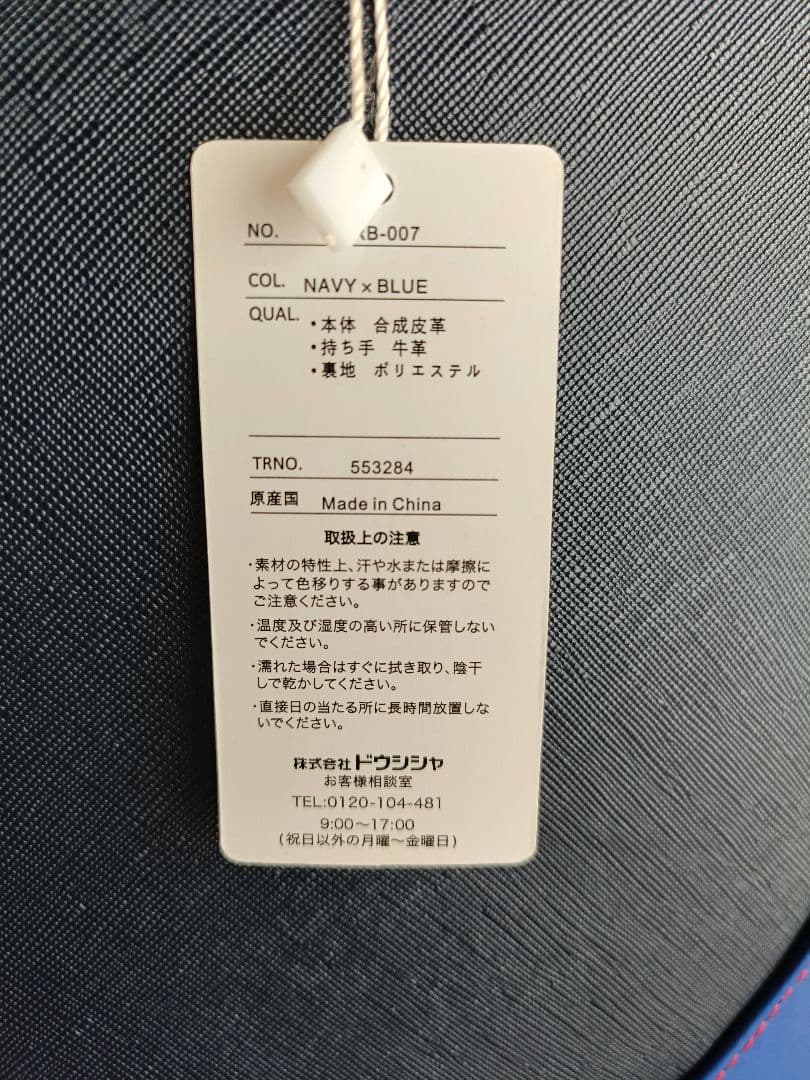 NO. B-007
COL. NAVY×BLUE
QUAL. ・本体 合成皮革
・持ち手 牛革
・裏地 ポリエステル
TRNO. 553284
原産国 Made in China
取扱上の注意
・素材の特性上、汗や水または摩擦に
よって色移りする事がありますので
ご注意ください。
・温度及び湿度の高い所に保管しない
でください。
・濡れた場合はすぐに拭き取り、陰干
しで乾かしてください。
・直接日の当たる所に長時間放置しな
いでください。
株式会社ドウシシャ
お客様相談室
TEL:0120-104-481
9:00～17:00
(祝日以外の月曜～金曜日)